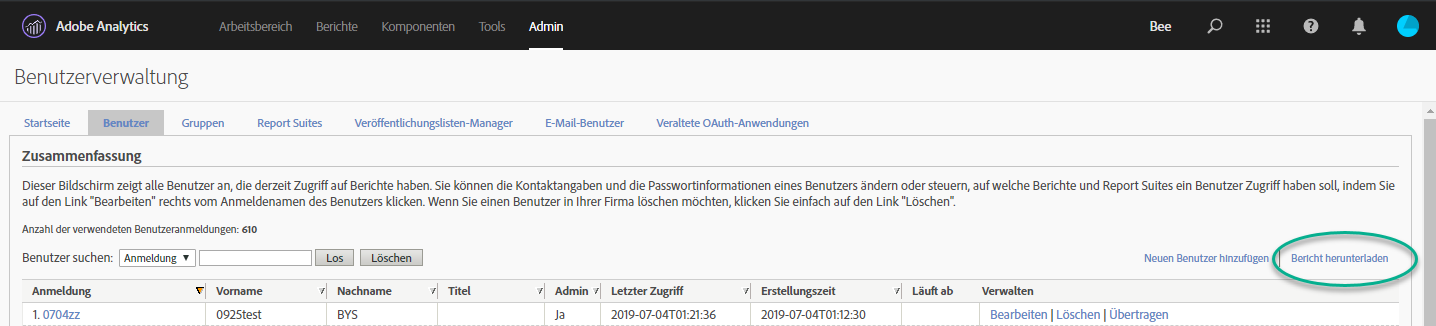 Adobe Analytics Arbeitsbereich Berichte Komponenten Tools Admin Bee
Benutzerverwaltung
Startseite Benutzer Gruppen Report Suites Veröffentlichungslisten-Manager E-Mail-Benutzer Veraltete OAuth-Anwendungen
Zusammenfassung
Dieser Bildschirm zeigt alle Benutzer an, die derzeit Zugriff auf Berichte haben. Sie können die Kontaktangaben und die Passwortinformationen eines Benutzers ändern oder steuern, auf welche Berichte und Report Suites ein Benutzer Zugriff haben soll, indem Sie
auf den Link "Bearbeiten" rechts vom Anmeldenamen des Benutzers klicken. Wenn Sie einen Benutzer in Ihrer Firma löschen möchten, klicken Sie einfach auf den Link "Löschen".
Anzahl der verwendeten Benutzeranmeldungen: 610
Benutzer suchen: Anmeldung Los Löschen Neuen Benutzer hinzufügen | Bericht herunterladen
Anmeldung Vorname Nachname Titel Admin Letzter Zugriff Erstellungszeit Läuft ab Verwalten
1. 0704zz 0925test BYS Ja 2019-07-04T01:21:36 2019-07-04T01:12:30 Bearbeiten | Löschen | Übertragen